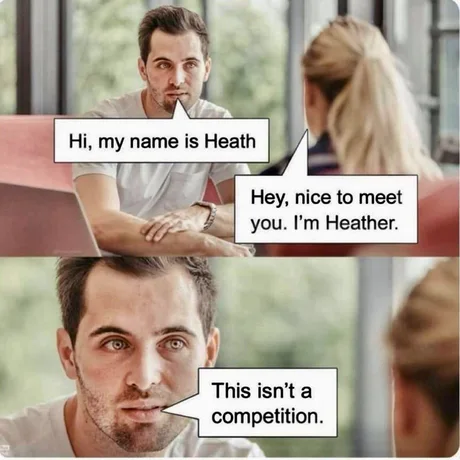 Hi, my name is Heath
Hey, nice to meet
you. I'm Heather.
This isn't a
competition.